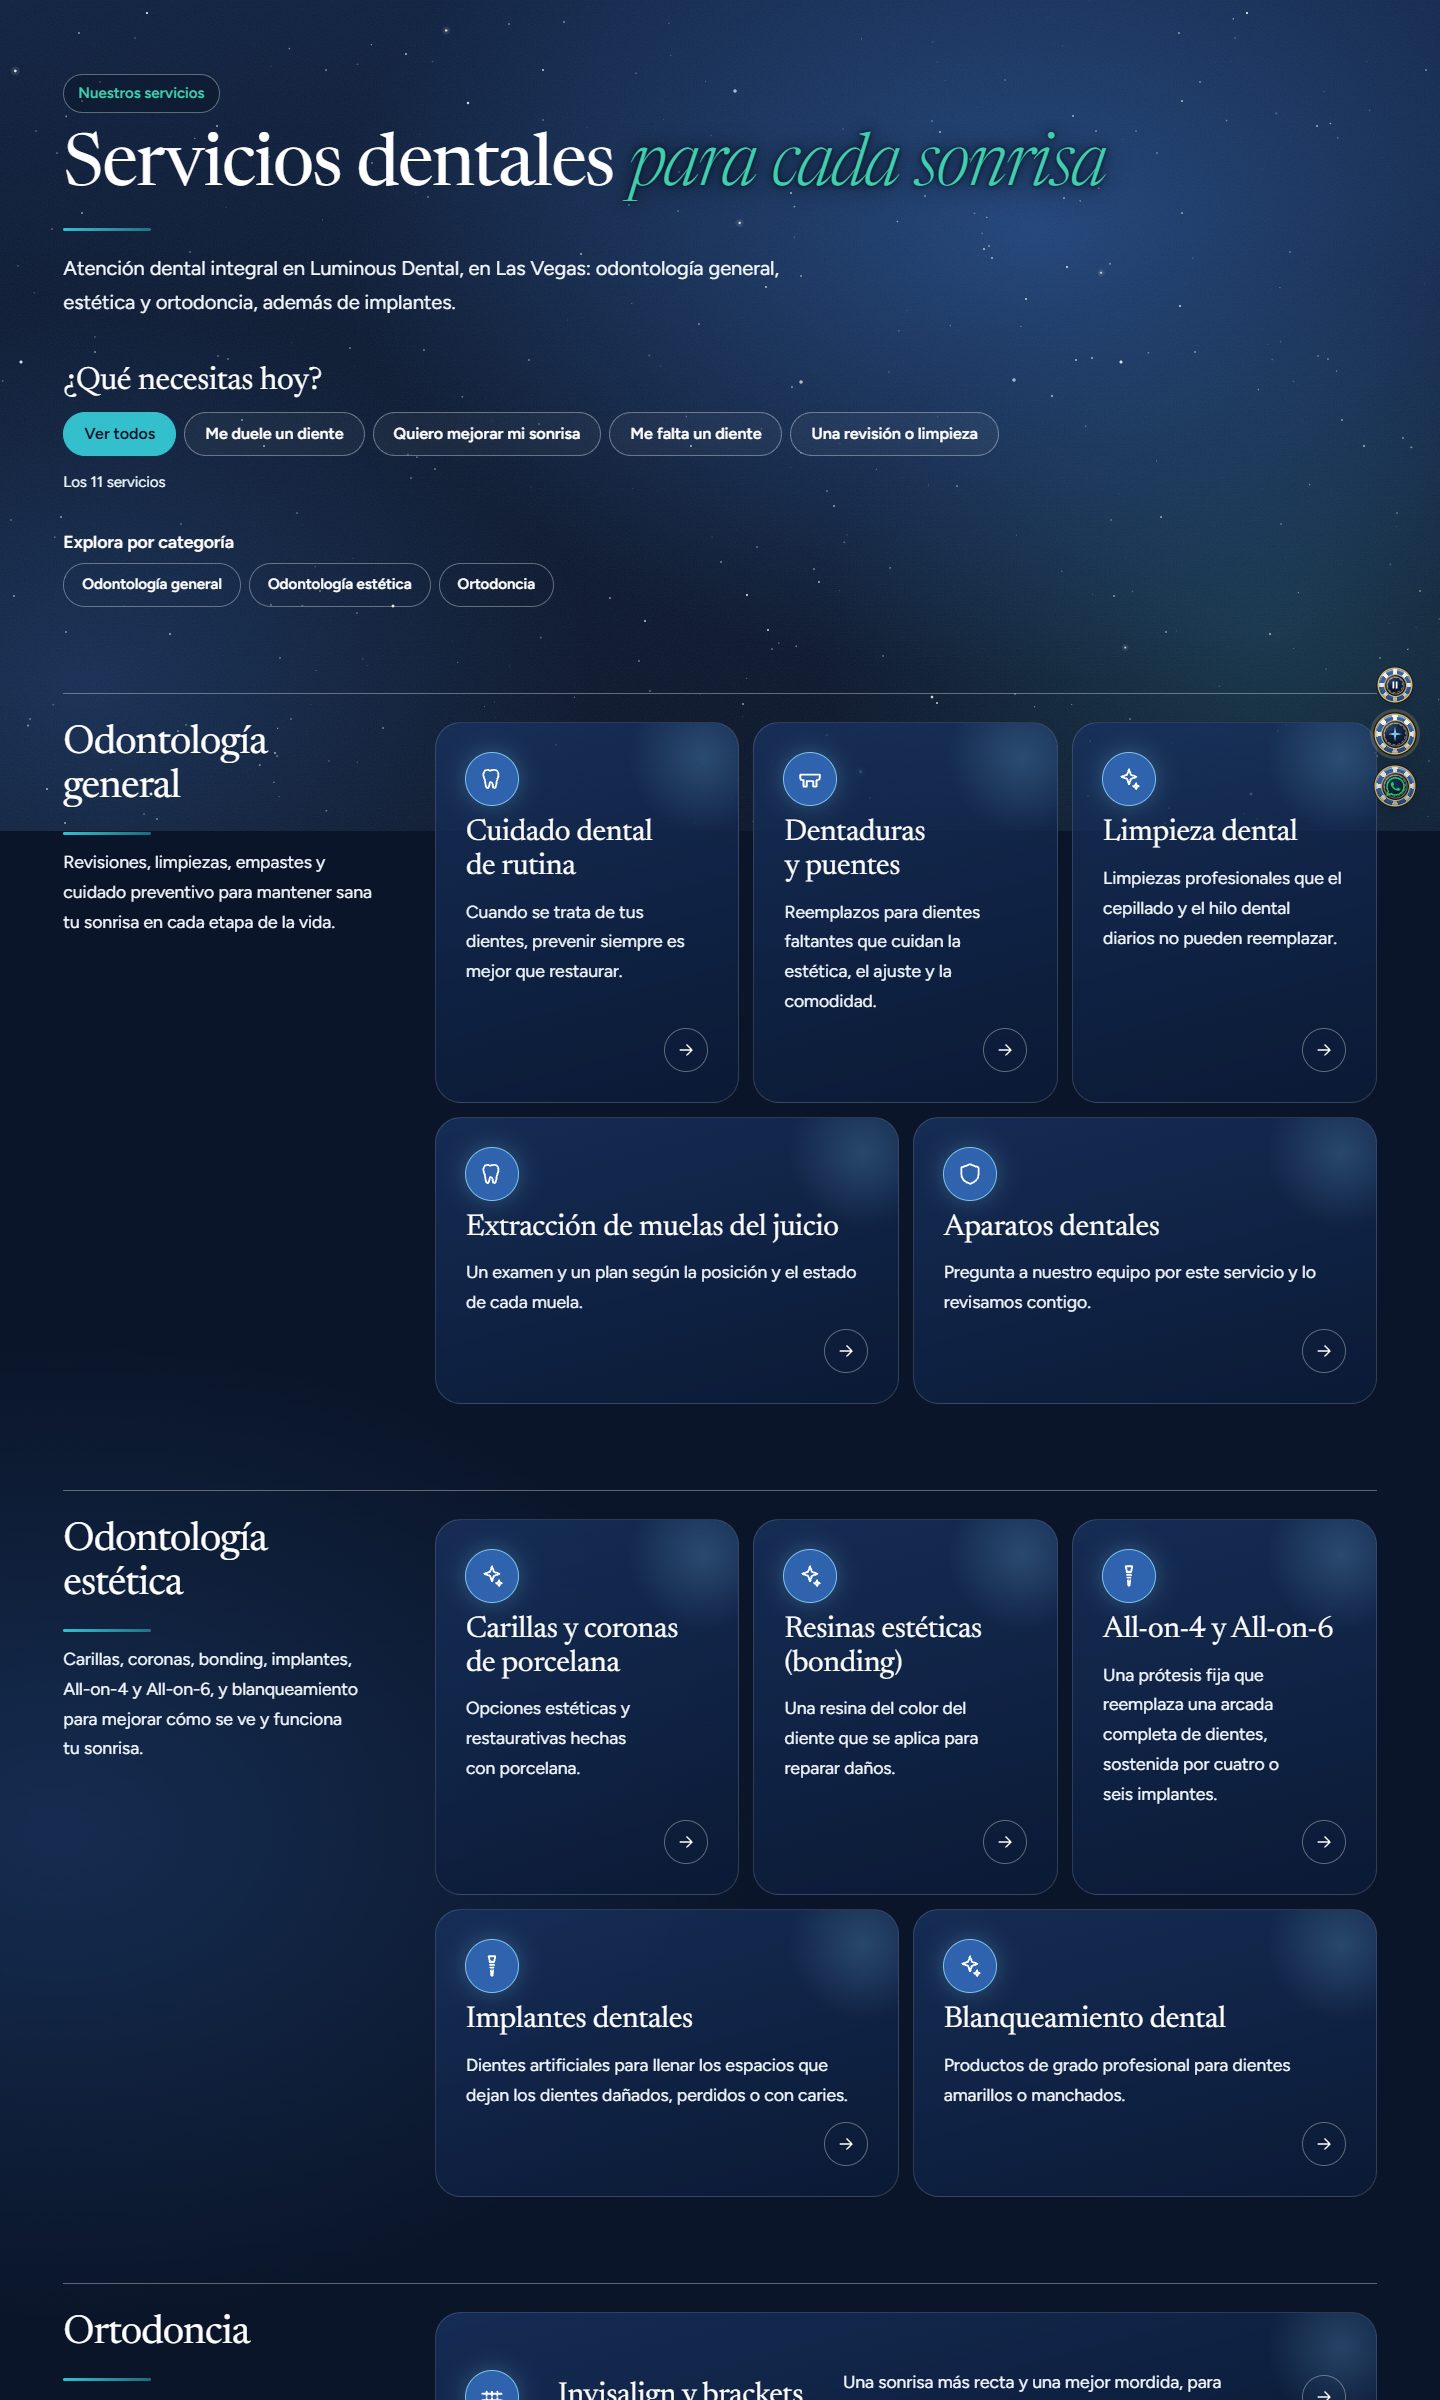 Nuestros servicios
Servicios dentales para cada sonrisa
Atención dental integral en Luminous Dental, en Las Vegas: odontología general,
estética y ortodoncia, además de implantes.
¿Qué necesitas hoy?
Ver todos
Me duele un diente
Quiero mejorar mi sonrisa
Me falta un diente
Una revisión o limpieza
Los 11 servicios
Explora por categoría
Odontología general
Odontología estética
Ortodoncia
Odontología
general
Revisiones, limpiezas, empastes y
cuidado preventivo para mantener sana
tu sonrisa en cada etapa de la vida.
Cuidado dental
de rutina
Cuando se trata de tus
dientes, prevenir siempre es
mejor que restaurar.
Dentaduras
y puentes
Reemplazos para dientes
faltantes que cuidan la
estética, el ajuste y la
comodidad.
Limpieza dental
Limpiezas profesionales que el
cepillado y el hilo dental
diarios no pueden reemplazar.
Extracción de muelas del juicio
Un examen y un plan según la posición y el estado
de cada muela.
Aparatos dentales
Pregunta a nuestro equipo por este servicio y lo
revisamos contigo.
Odontología
estética
Carillas, coronas, bonding, implantes,
All-on-4 y All-on-6, y blanqueamiento
para mejorar cómo se ve y funciona
tu sonrisa.
Carillas y coronas
de porcelana
Opciones estéticas y
restaurativas hechas
con porcelana.
Resinas estéticas
(bonding)
Una resina del color del
diente que se aplica para
reparar daños.
All-on-4 y All-on-6
Una prótesis fija que
reemplaza una arcada
completa de dientes,
sostenida por cuatro o
seis implantes.
Implantes dentales
Dientes artificiales para llenar los espacios que
dejan los dientes dañados, perdidos o con caries.
Blanqueamiento dental
Productos de grado profesional para dientes
amarillos o manchados.
Ortodoncia
Invisalign y brackets
Una sonrisa más recta y una mejor mordida, para